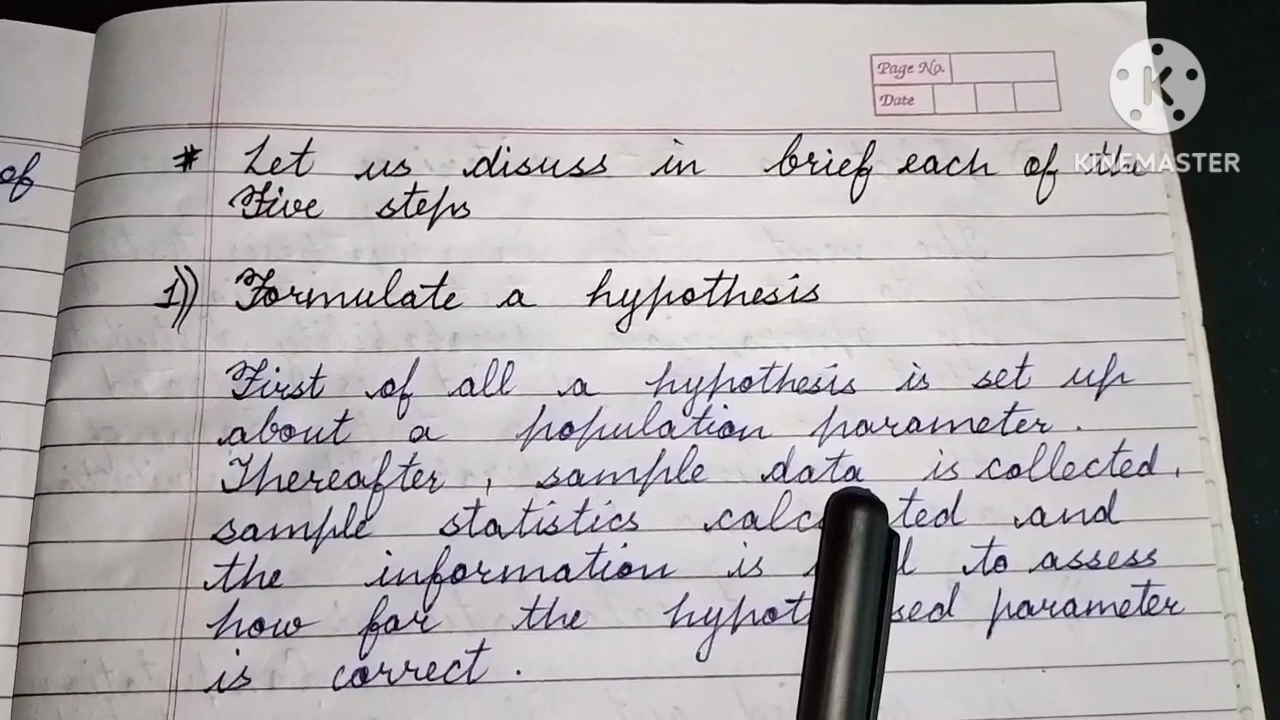 Page No.
Date
KINEMASTER
of
# Let us disuss in brief each of the
Five steps
1)) Formulate a hypothesis
First of all a hypothesis is set up
about a population parameter.
Thereafter, sample data is collected,
sample statistics and
the information is to assess
how far the parameter
is correct.